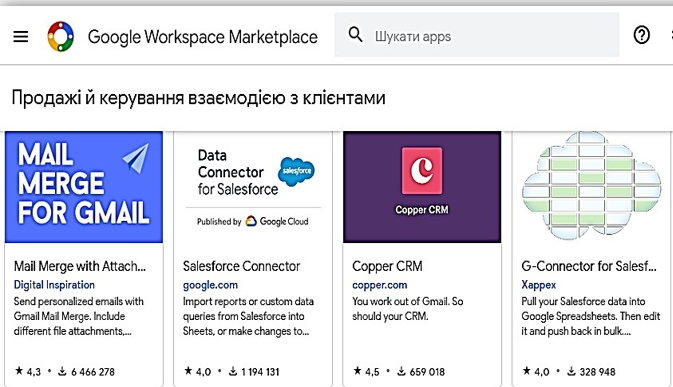 Google Workspace Marketplace
Шукати apps
Продажі й керування взаємодією з клієнтами
MAIL
MERGE
FOR GMAIL
Mail Merge with Attach...
Digital Inspiration
Send personalized emails with
Gmail Mail Merge. Include
different file attachments,...
4,3 • 6 466 278
Data
Connector
for Salesforce
salesforce
Published by Google Cloud
Salesforce Connector
google.com
Import reports or custom data
queries from Salesforce into
Sheets, or make changes to...
4,0 • 1 194 131
Copper CRM
Copper CRM
copper.com
You work out of Gmail. So
should your CRM.
4,5 • 659 018
G-Connector for Salesf...
Xappex
Pull your Salesforce data into
Google Spreadsheets. Then edit
it and push back in bulk....
4,0 • 328 948